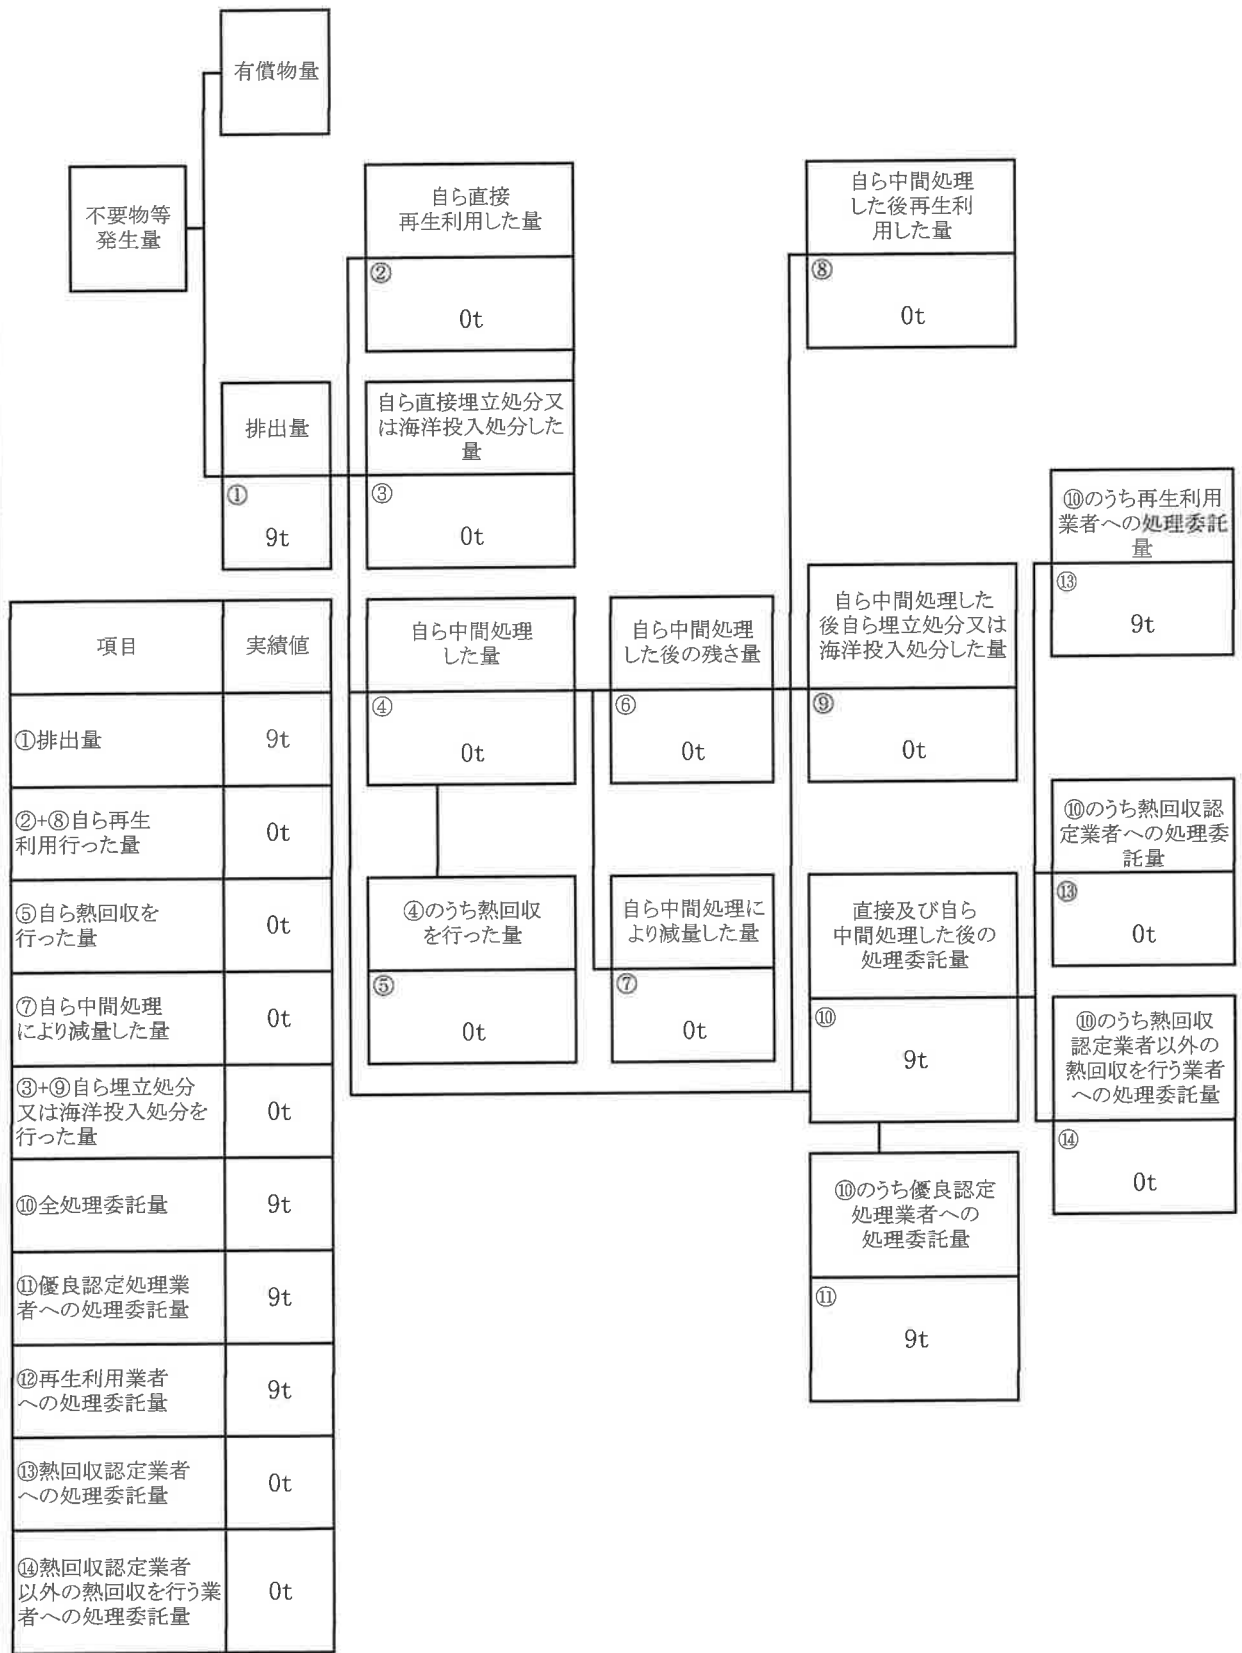 有償物量
不要物等
発生量
自ら直接
再生利用した量
②
0t
自ら中間処理
した後再生利
用した量
⑧
0t
排出量
①
9t
自ら直接埋立処分又
は海洋投入処分した
量
③
0t
⑩のうち再生利用
業者への処理委託
量
⑬
9t
自ら中間処理
した量
④
0t
自ら中間処理
した後の残さ量
⑥
0t
自ら中間処理した
後自ら埋立処分又は
海洋投入処分した量
⑨
0t
⑩のうち熱回収認
定業者への処理委
託量
⑬
0t
④のうち熱回収
を行った量
⑤
0t
自ら中間処理に
より減量した量
⑦
0t
直接及び自ら
中間処理した後の
処理委託量
⑩
9t
⑩のうち熱回収
認定業者以外の
熱回収を行う業者
への処理委託量
⑭
0t
⑩のうち優良認定
処理業者への
処理委託量
⑪
9t
項目
実績値
①排出量
9t
②+⑧自ら再生
利用行った量
0t
⑤自ら熱回収を
行った量
0t
⑦自ら中間処理
により減量した量
0t
③+⑨自ら埋立処分
又は海洋投入処分を
行った量
0t
⑩全処理委託量
9t
⑪優良認定処理業
者への処理委託量
9t
⑫再生利用業者
への処理委託量
9t
⑬熱回収認定業者
への処理委託量
0t
⑭熱回収認定業者
以外の熱回収を行う業
者への処理委託量
0t